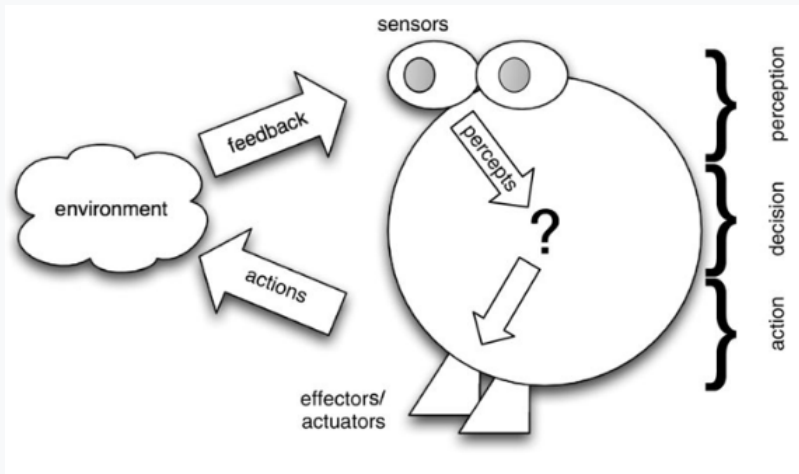 sensors
feedback
environment
actions
percepts
?
effectors/
actuators
perception
decision
action